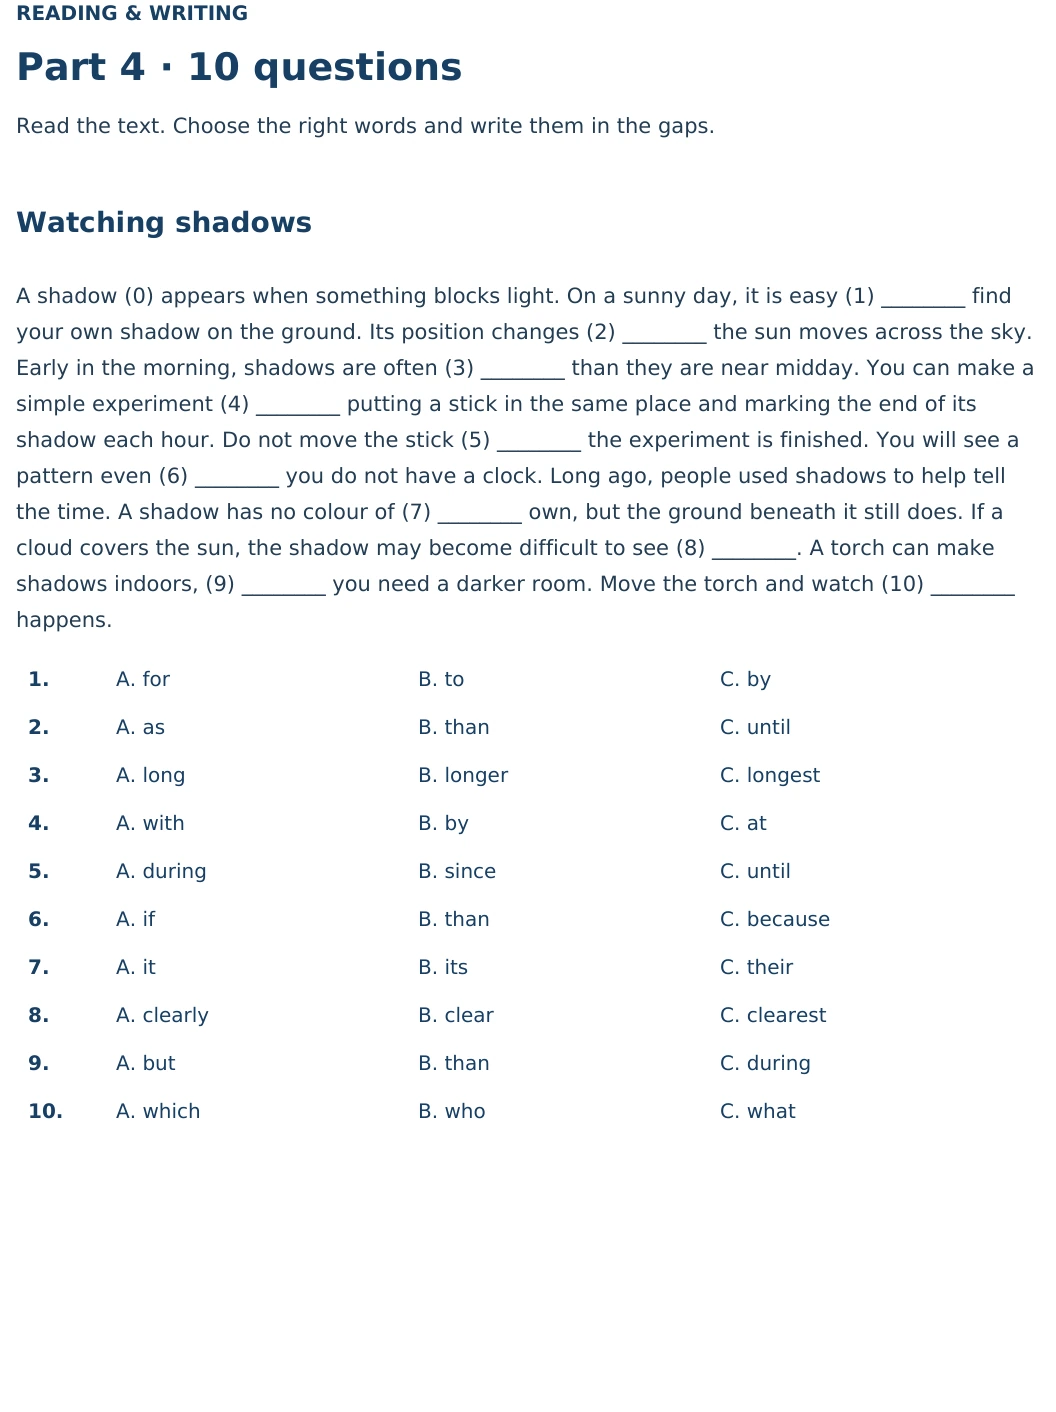 READING & WRITING
Part 4 · 10 questions
Read the text. Choose the right words and write them in the gaps.
Watching shadows
A shadow (0) appears when something blocks light. On a sunny day, it is easy (1) ________ find
your own shadow on the ground. Its position changes (2) ________ the sun moves across the sky.
Early in the morning, shadows are often (3) ________ than they are near midday. You can make a
simple experiment (4) ________ putting a stick in the same place and marking the end of its
shadow each hour. Do not move the stick (5) ________ the experiment is finished. You will see a
pattern even (6) ________ you do not have a clock. Long ago, people used shadows to help tell
the time. A shadow has no colour of (7) ________ own, but the ground beneath it still does. If a
cloud covers the sun, the shadow may become difficult to see (8) ________. A torch can make
shadows indoors, (9) ________ you need a darker room. Move the torch and watch (10) ________
happens.
1. A. for B. to C. by
2. A. as B. than C. until
3. A. long B. longer C. longest
4. A. with B. by C. at
5. A. during B. since C. until
6. A. if B. than C. because
7. A. it B. its C. their
8. A. clearly B. clear C. clearest
9. A. but B. than C. during
10. A. which B. who C. what